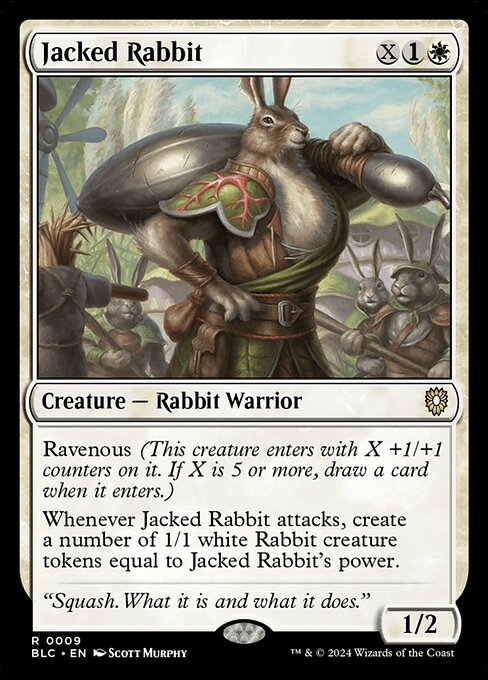 Jacked Rabbit X1
Creature — Rabbit Warrior
Ravenous (This creature enters with X +1/+1
counters on it. If X is 5 or more, draw a card
when it enters.)
Whenever Jacked Rabbit attacks, create
a number of 1/1 white Rabbit creature
tokens equal to Jacked Rabbit's power.
"Squash. What it is and what it does."
1/2
R 0009
BLC • EN Scott Murphy
™ & © 2024 Wizards of the Coast